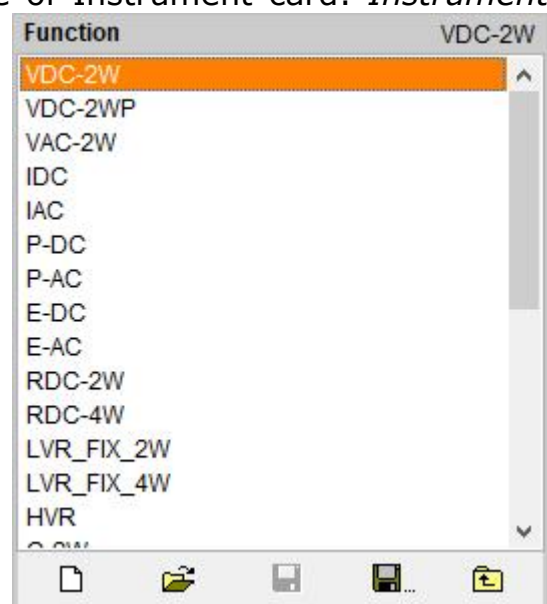 e of Instrument card. Instrument
Function VDC-2W
VDC-2W
VDC-2WP
VAC-2W
IDC
IAC
P-DC
P-AC
E-DC
E-AC
RDC-2W
RDC-4W
LVR_FIX_2W
LVR_FIX_4W
HVR
...